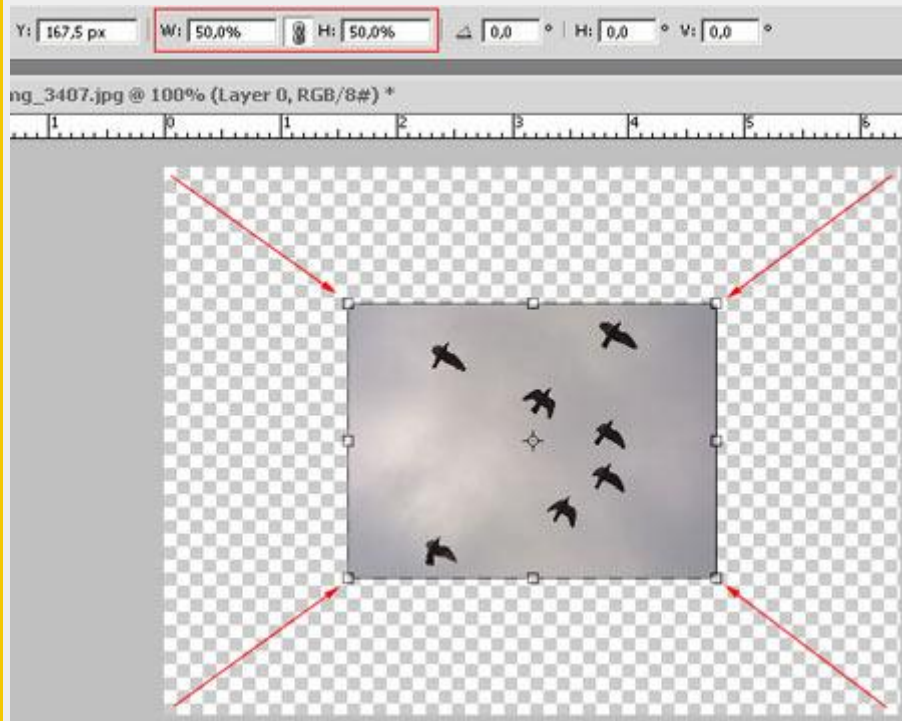 Y: 167,5 px W: 50,0% H: 50,0% 0,0 ° H: 0,0 ° V: 0,0 °
ng_3407.jpg @ 100% (Layer 0, RGB/8#) *
1 0 1 2 3 4 5 6